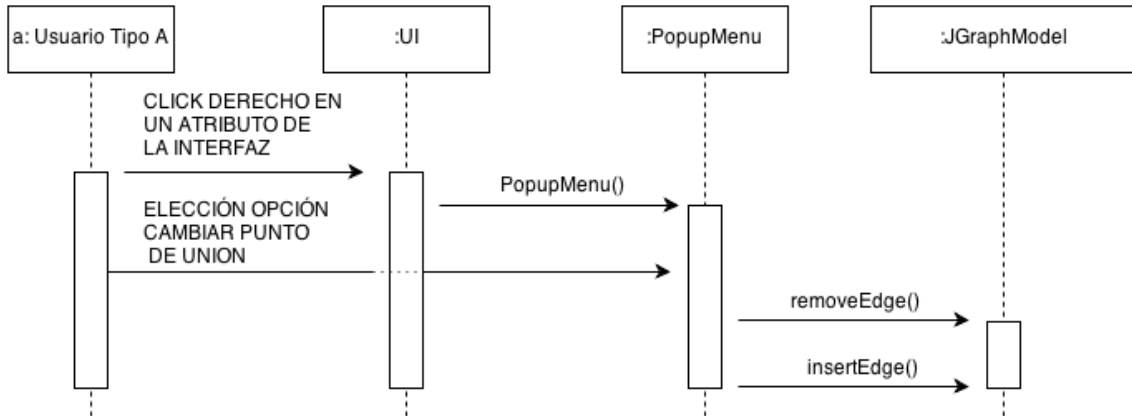 a: Usuario Tipo A
:UI
:PopupMenu
:JGraphModel
CLICK DERECHO EN
UN ATRIBUTO DE
LA INTERFAZ
PopupMenu()
ELECCIÓN OPCIÓN
CAMBIAR PUNTO
DE UNION
removeEdge()
insertEdge()